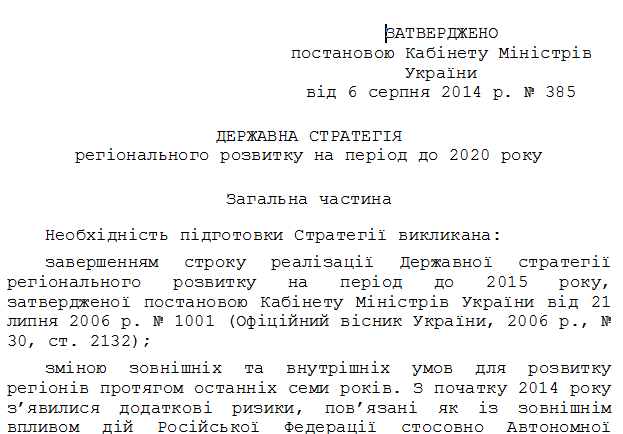 ЗАТВЕРДЖЕНО
постановою Кабінету Міністрів
України
від 6 серпня 2014 р. № 385
ДЕРЖАВНА СТРАТЕГІЯ
регіонального розвитку на період до 2020 року
Загальна частина
Необхідність підготовки Стратегії викликана:
завершенням строку реалізації Державної стратегії
регіонального розвитку на період до 2015 року,
затвердженої постановою Кабінету Міністрів України від 21
липня 2006 р. № 1001 (Офіційний вісник України, 2006 р., №
30, ст. 2132);
зміною зовнішніх та внутрішніх умов для розвитку
регіонів протягом останніх семи років. З початку 2014 року
з’явилися додаткові ризики, пов’язані як із зовнішнім
впливом дій Російської Федерації стосовно Автономної